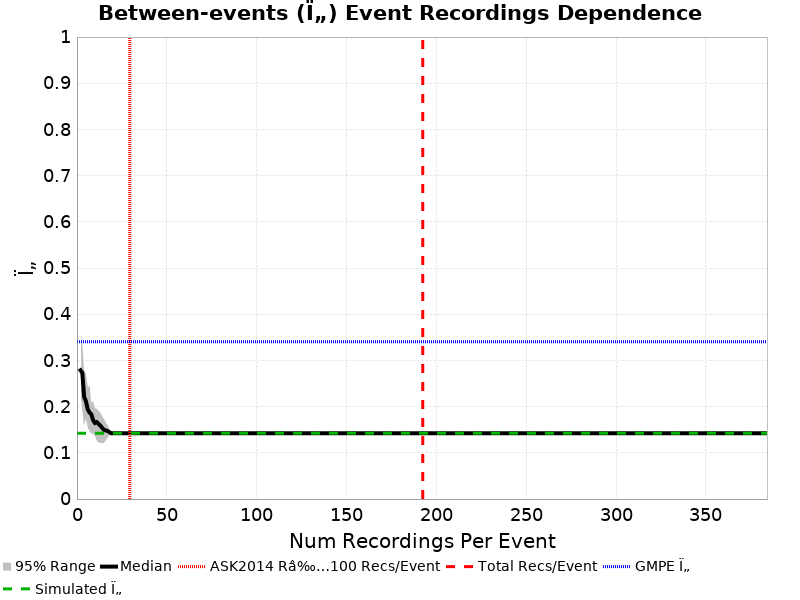 Between-events (Ï„) Event Recordings Dependence
1
0.9
0.8
0.7
0.6
0.5
0.4
0.3
0.2
0.1
0
Ï„
0 50 100 150 200 250 300 350
Num Recordings Per Event
95% Range Median ASK2014 Râ‰…100 Recs/Event Total Recs/Event GMPE Ï„
Simulated Ï„